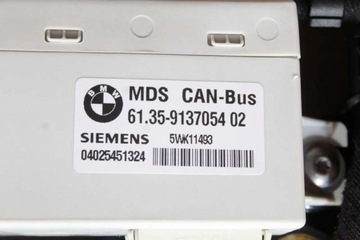 BMW
MDS CAN-Bus
61.35-9137054 02
SIEMENS 5WK11493
04025451324